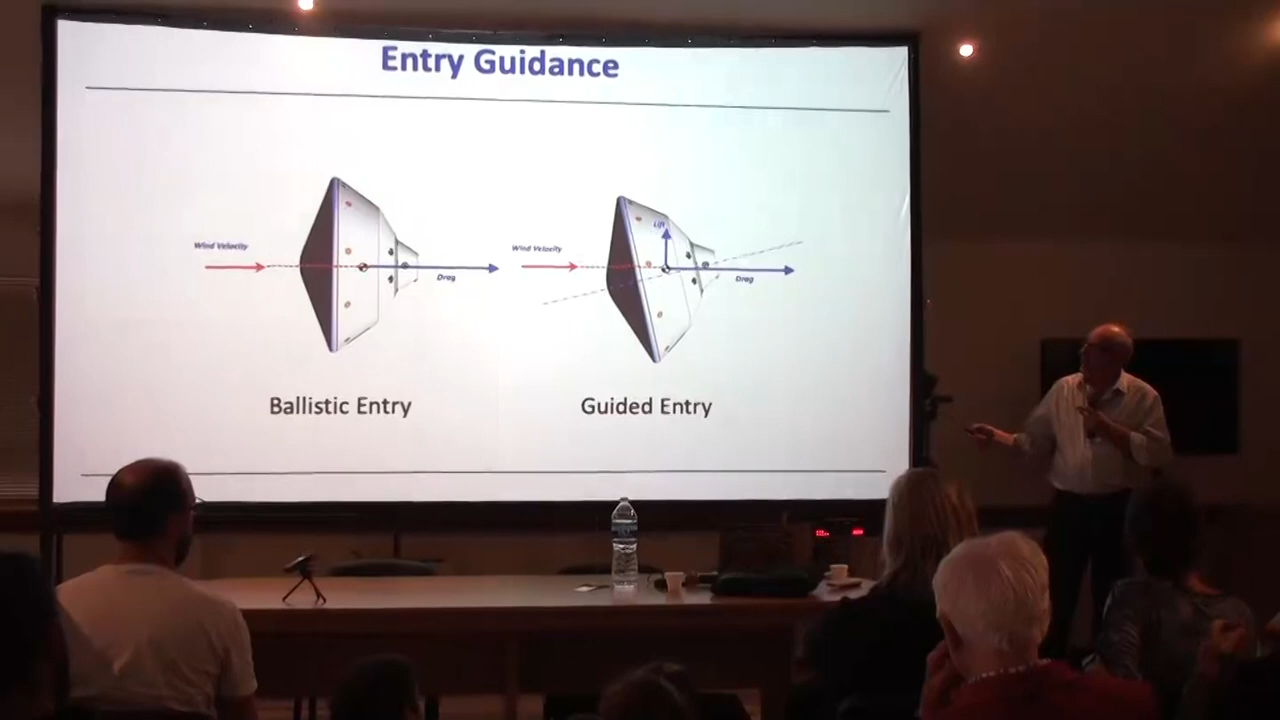 Entry Guidance
Wind Velocity
Drag
Wind Velocity
Lift
Drag
Ballistic Entry
Guided Entry